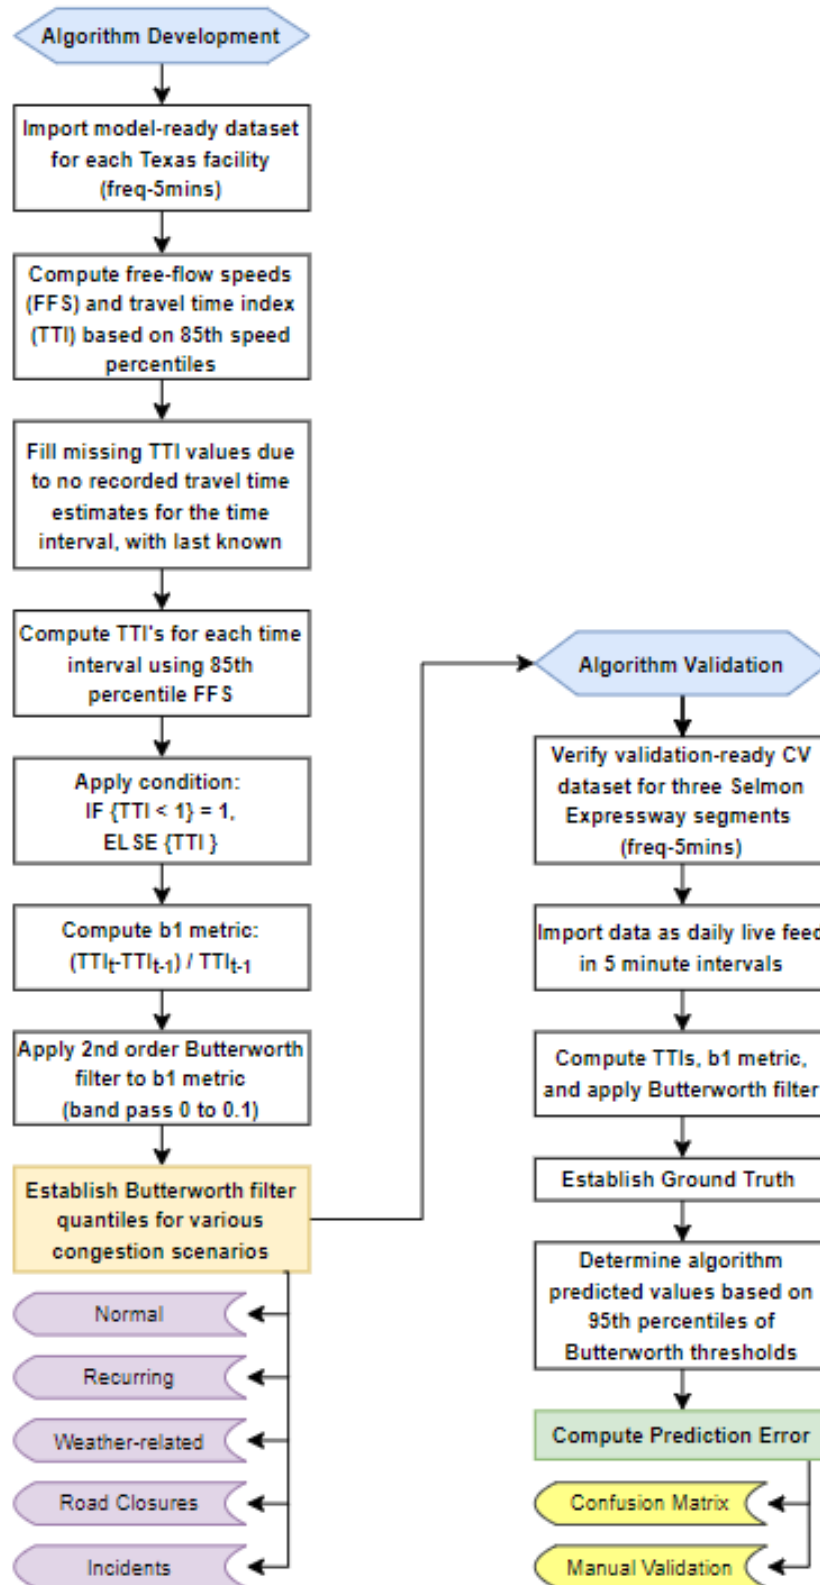 Algorithm Development
Import model-ready dataset
for each Texas facility
(freq-5mins)
Compute free-flow speeds
(FFS) and travel time index
(TTI) based on 85th speed
percentiles
Fill missing TTI values due
to no recorded travel time
estimates for the time
interval, with last known
Compute TTI's for each time
interval using 85th
percentile FFS
Apply condition:
IF {TTI < 1} = 1,
ELSE {TTI }
Compute b1 metric:
(TTIt-TTIt-1) / TTIt-1
Apply 2nd order Butterworth
filter to b1 metric
(band pass 0 to 0.1)
Establish Butterworth filter
quantiles for various
congestion scenarios
Normal
Recurring
Weather-related
Road Closures
Incidents
Algorithm Validation
Verify validation-ready CV
dataset for three Selmon
Expressway segments
(freq-5mins)
Import data as daily live feed
in 5 minute intervals
Compute TTIs, b1 metric,
and apply Butterworth filter
Establish Ground Truth
Determine algorithm
predicted values based on
95th percentiles of
Butterworth thresholds
Compute Prediction Error
Confusion Matrix
Manual Validation